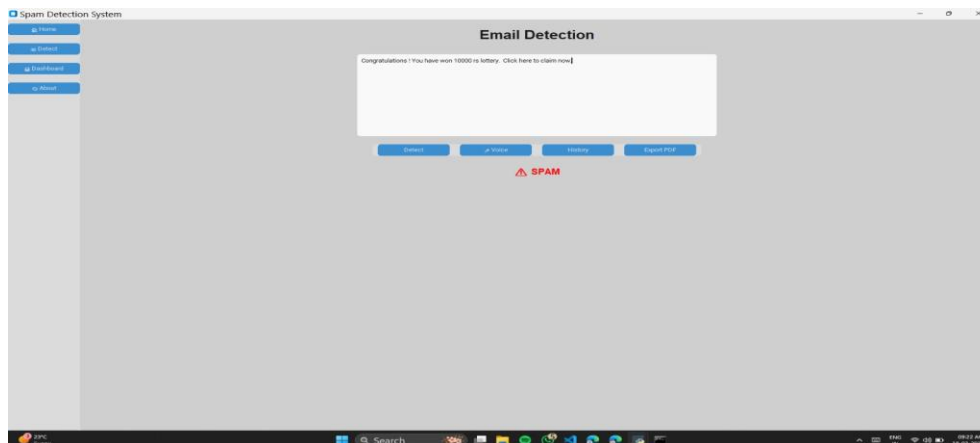 Spam Detection System
Home
Detect
Dashboard
About
Email Detection
Congratulations ! You have won 10000 rs lottery. Click here to claim now.
Detect
Voice
History
Export PDF
⚠ SPAM
23°C
Search
ENG